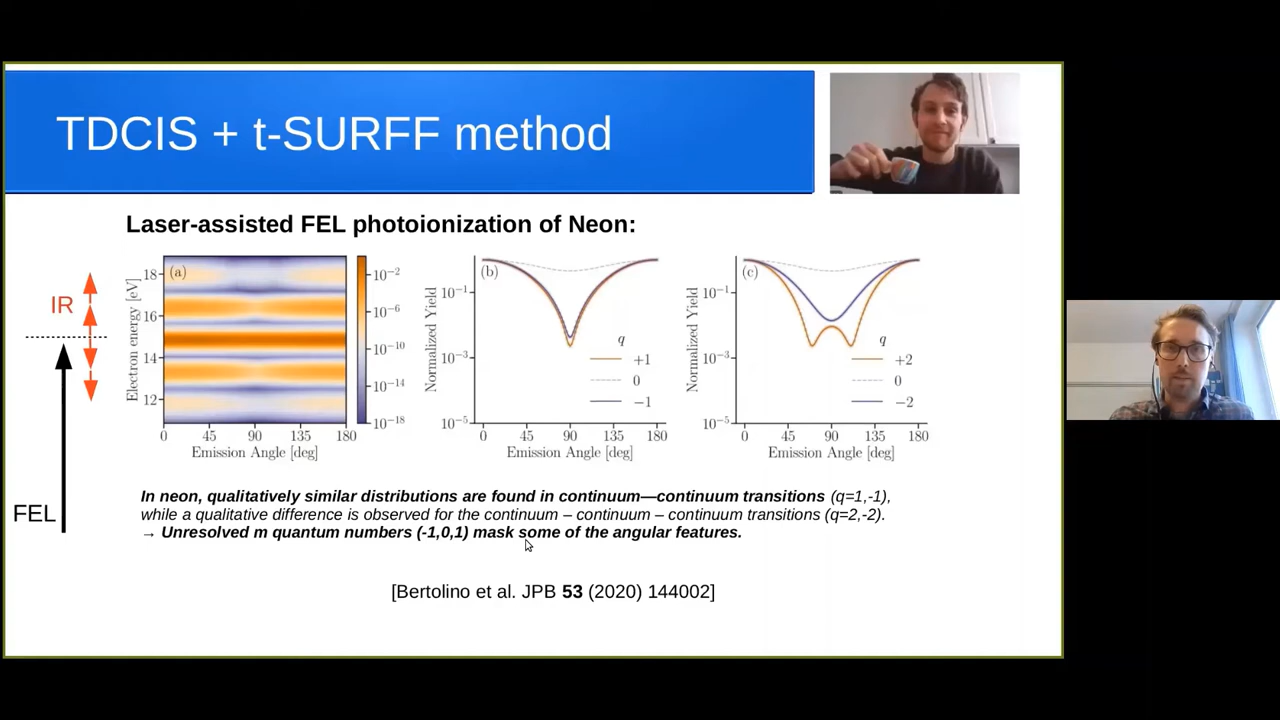 TDCIS + t-SURFF method
Laser-assisted FEL photoionization of Neon:
IR
FEL
Electron energy [eV]
18
16
14
12
(a)
10⁻²
10⁻⁶
10⁻¹⁰
10⁻¹⁴
10⁻¹⁸
0 45 90 135 180
Emission Angle [deg]
Normalized Yield
10⁻¹
10⁻³
10⁻⁵
(b)
q
+1
0
−1
0 45 90 135 180
Emission Angle [deg]
Normalized Yield
10⁻¹
10⁻³
10⁻⁵
(c)
q
+2
0
−2
0 45 90 135 180
Emission Angle [deg]
In neon, qualitatively similar distributions are found in continuum—continuum transitions (q=1,-1),
while a qualitative difference is observed for the continuum – continuum – continuum transitions (q=2,-2).
→ Unresolved m quantum numbers (-1,0,1) mask some of the angular features.
[Bertolino et al. JPB 53 (2020) 144002]